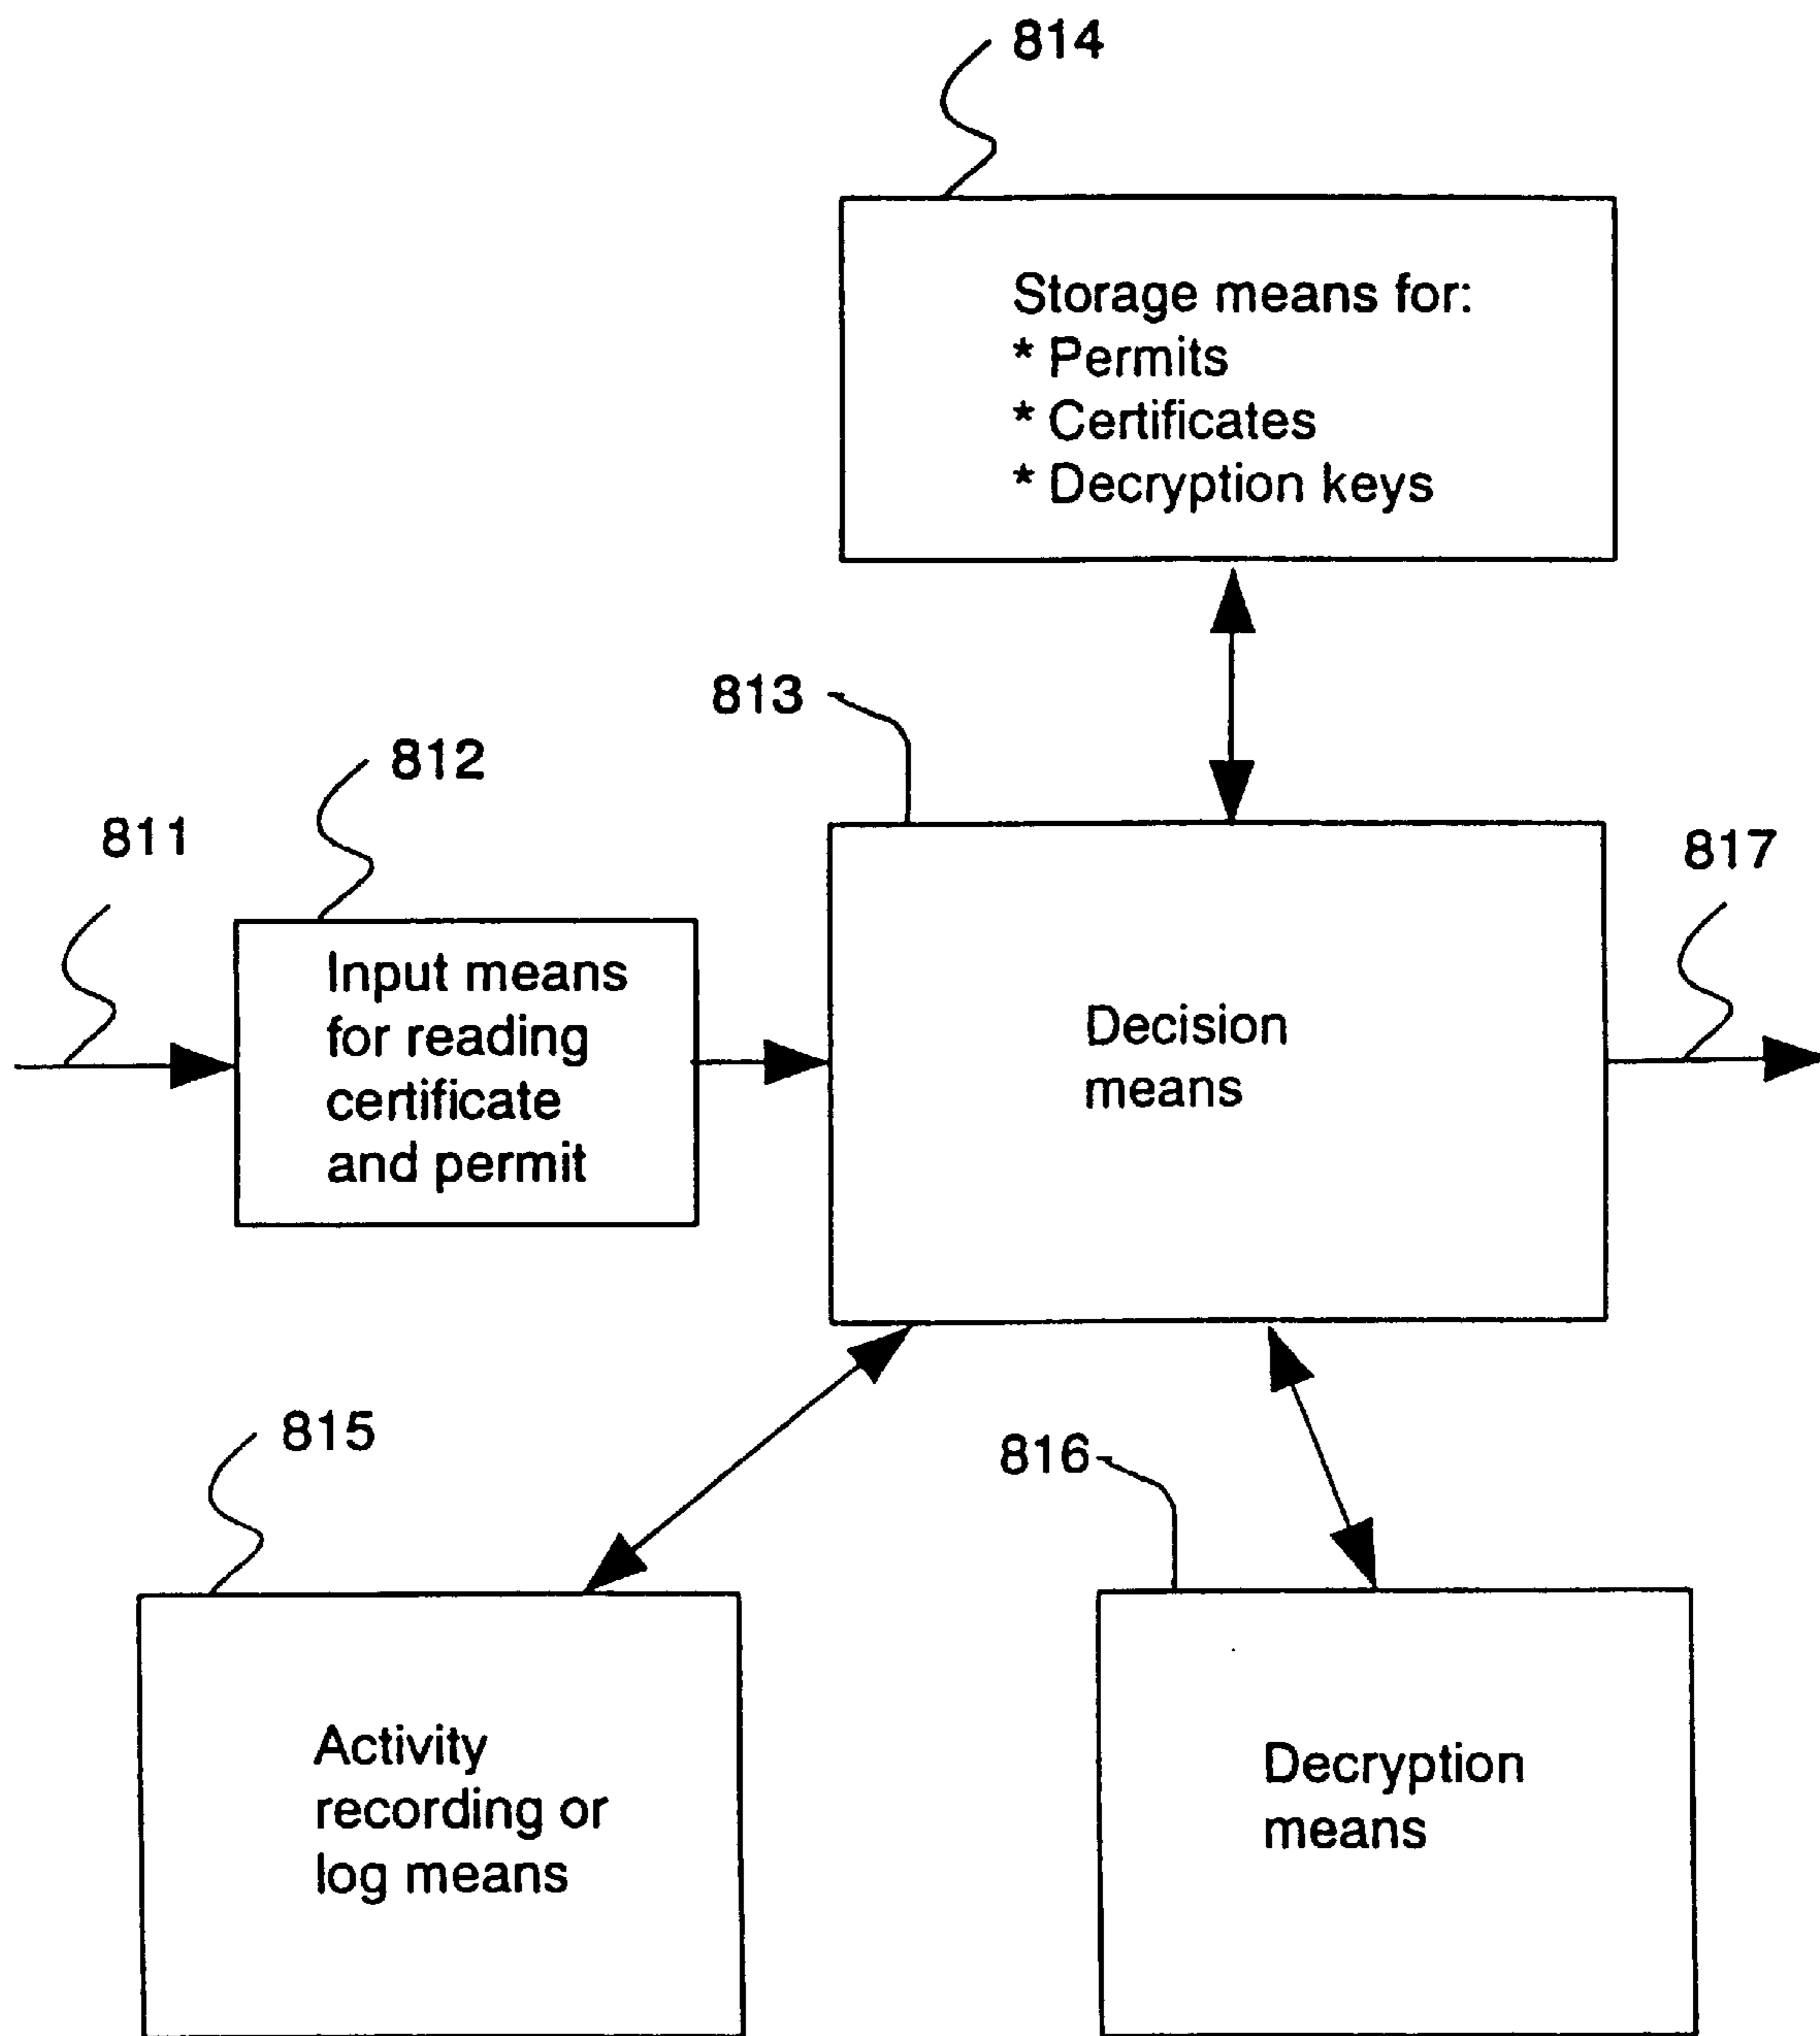 814
Storage means for:
* Permits
* Certificates
* Decryption keys
813
812
811
817
Input means
for reading
certificate
and permit
Decision
means
815
816
Activity
recording or
log means
Decryption
means